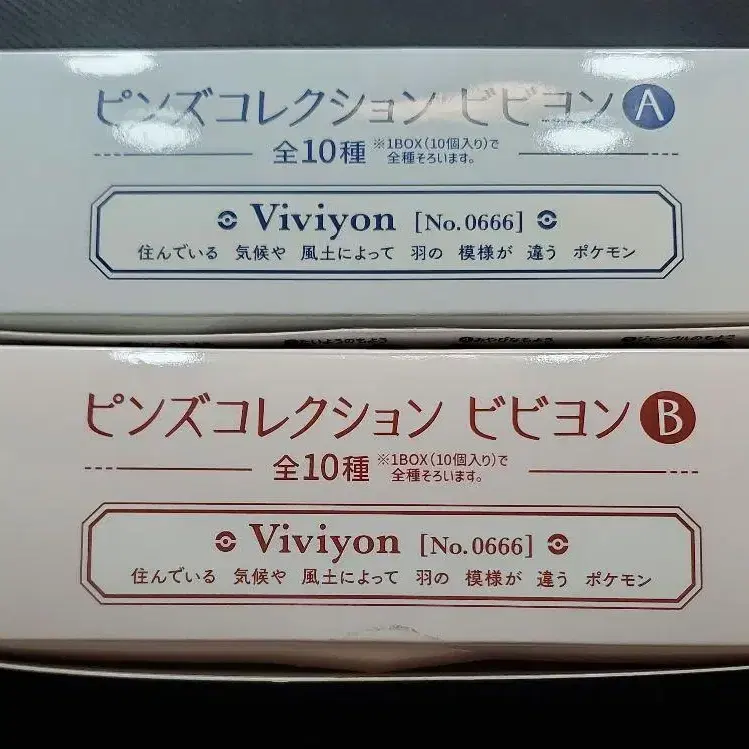 ピンズコレクション ビビヨン A
全10種 ※1BOX(10個入り)で
全種そろいます。
Viviyon [No.0666]
住んでいる 気候や 風土によって 羽の 模様が 違う ポケモン
ピンズコレクション ビビヨン B
全10種 ※1BOX(10個入り)で
全種そろいます。
Viviyon [No.0666]
住んでいる 気候や 風土によって 羽の 模様が 違う ポケモン